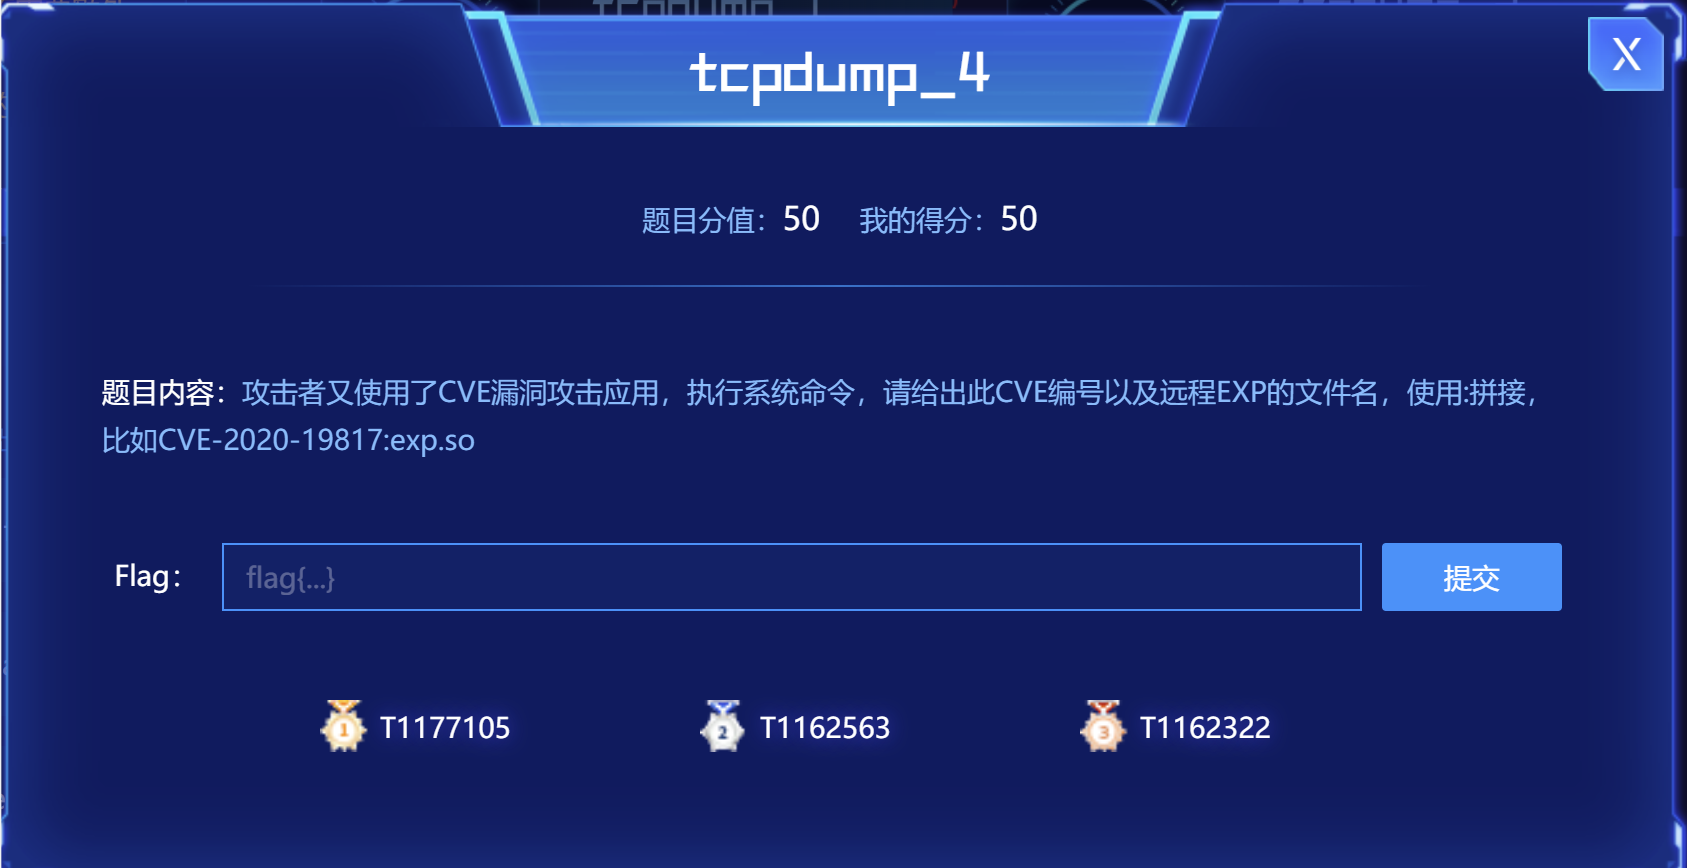 tcpdump_4
X
题目分值：50 我的得分：50
题目内容：攻击者又使用了CVE漏洞攻击应用，执行系统命令，请给出此CVE编号以及远程EXP的文件名，使用:拼接，
比如CVE-2020-19817:exp.so
Flag： flag{...} 提交
1 T1177105 2 T1162563 3 T1162322